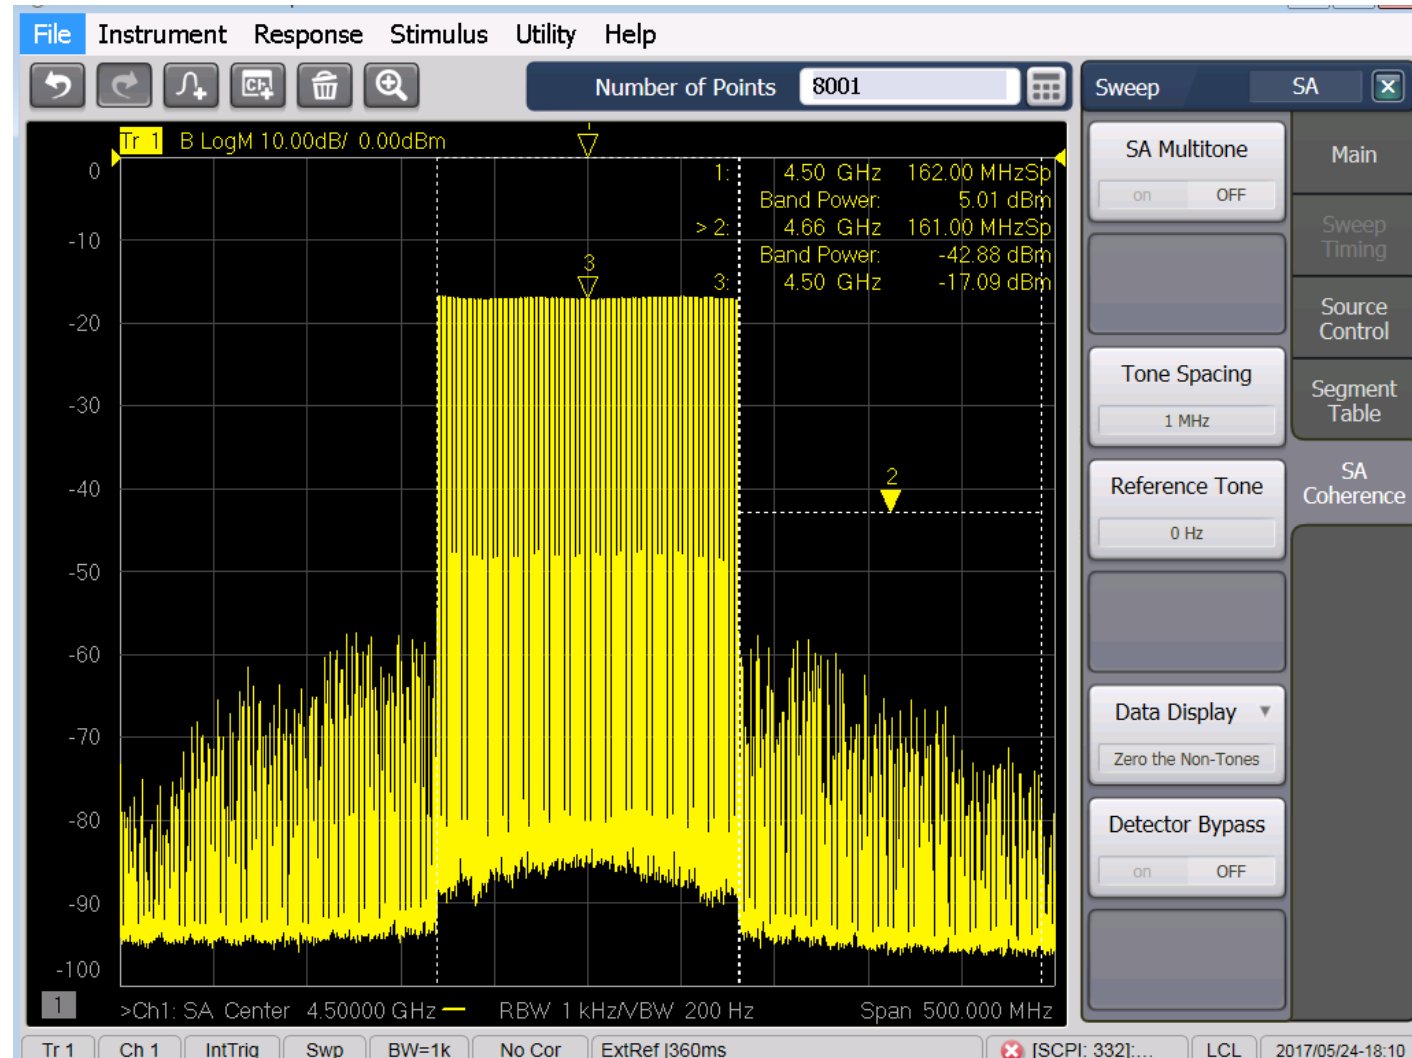 File Instrument Response Stimulus Utility Help
Number of Points 8001
Sweep SA
Tr 1 B LogM 10.00dB/ 0.00dBm
1: 4.50 GHz 162.00 MHzSp
Band Power: 5.01 dBm
> 2: 4.66 GHz 161.00 MHzSp
Band Power: -42.88 dBm
3: 4.50 GHz -17.09 dBm
3
2
0
-10
-20
-30
-40
-50
-60
-70
-80
-90
-100
1
>Ch1: SA Center 4.50000 GHz RBW 1 kHz/VBW 200 Hz Span 500.000 MHz
SA Multitone
on OFF
Tone Spacing
1 MHz
Reference Tone
0 Hz
Data Display
Zero the Non-Tones
Detector Bypass
on OFF
Main
Sweep
Timing
Source
Control
Segment
Table
SA
Coherence
Tr 1 Ch 1 IntTrig Swp BW=1k No Cor ExtRef |360ms [SCPI: 332]:... LCL 2017/05/24-18:10